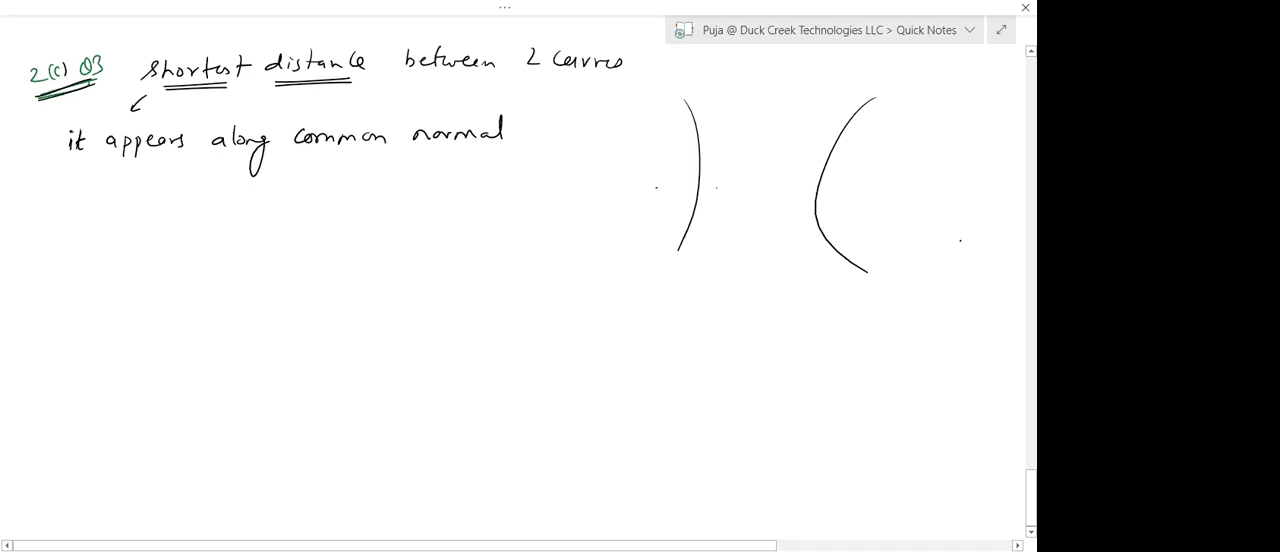 ...
Puja @ Duck Creek Technologies LLC > Quick Notes
2(c) Q3 shortest distance between 2 curves
it appears along common normal